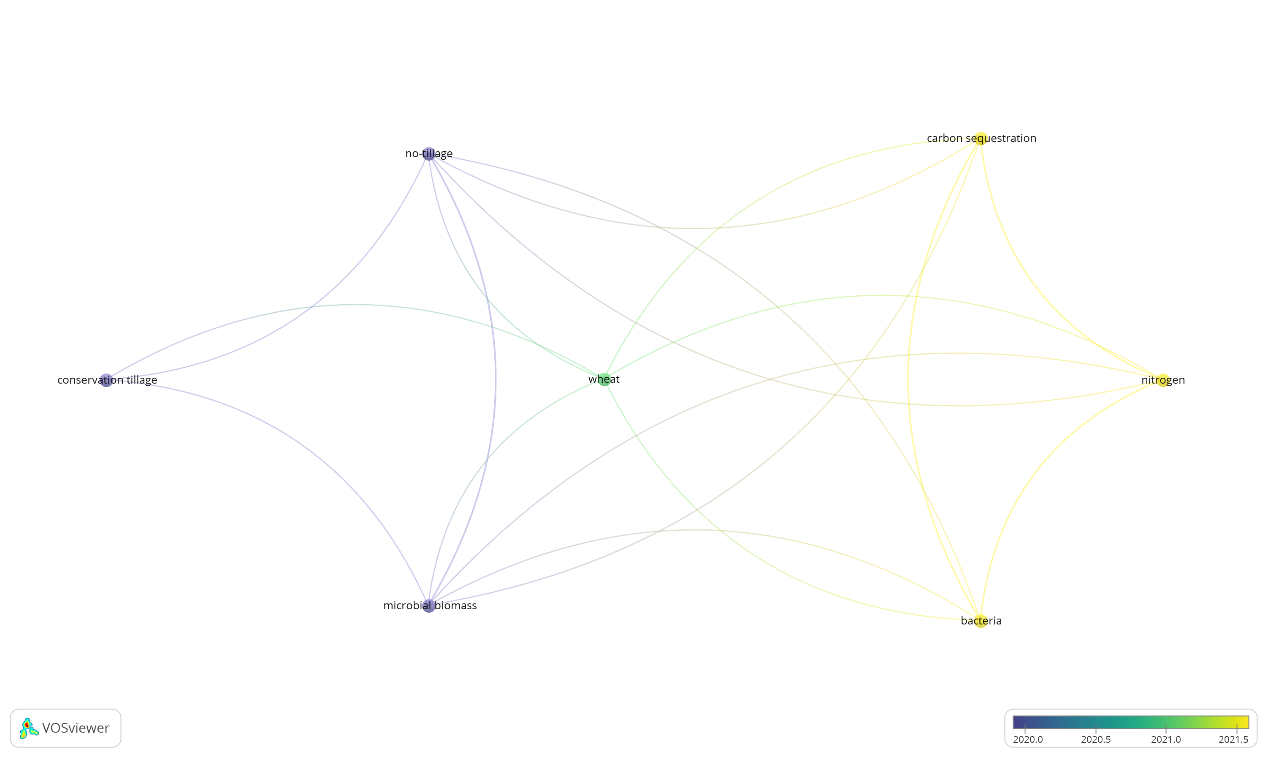 carbon sequestration
no-tillage
conservation tillage
wheat
nitrogen
microbial biomass
bacteria
VOSviewer
2020.0 2020.5 2021.0 2021.5